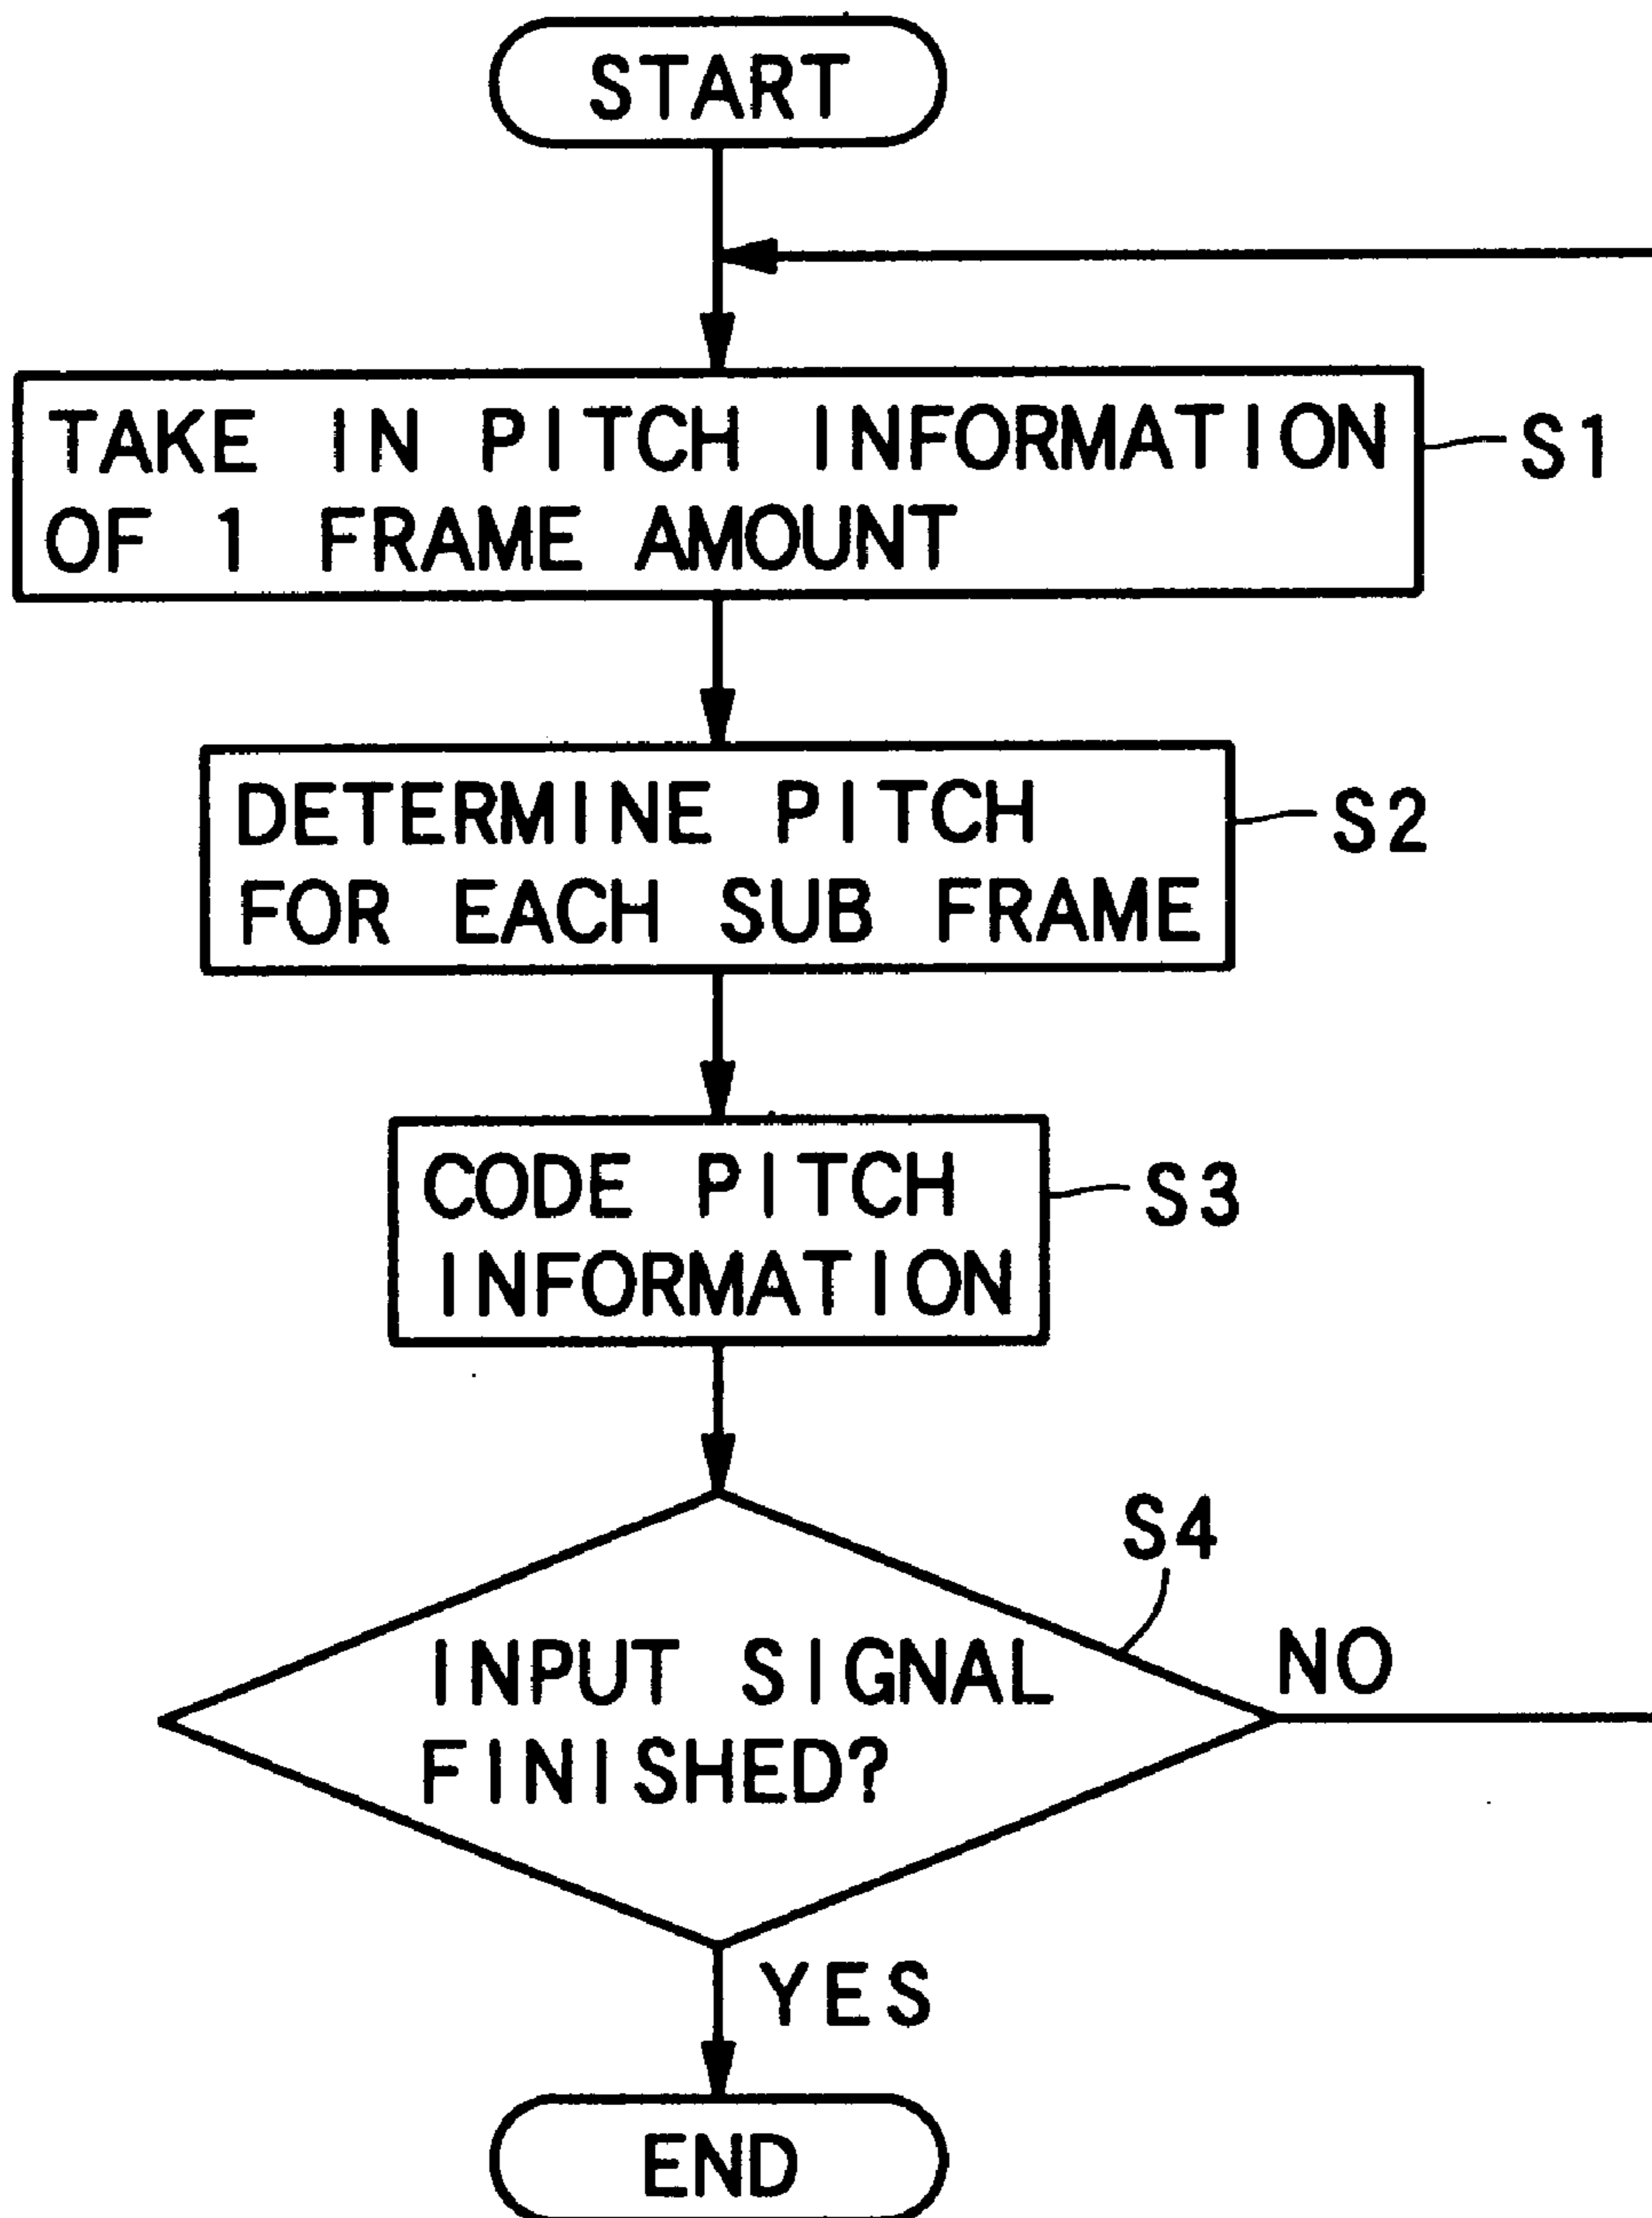 START
TAKE IN PITCH INFORMATION
OF 1 FRAME AMOUNT
S1
DETERMINE PITCH
FOR EACH SUB FRAME
S2
CODE PITCH
INFORMATION
S3
S4
INPUT SIGNAL
FINISHED?
NO
YES
END